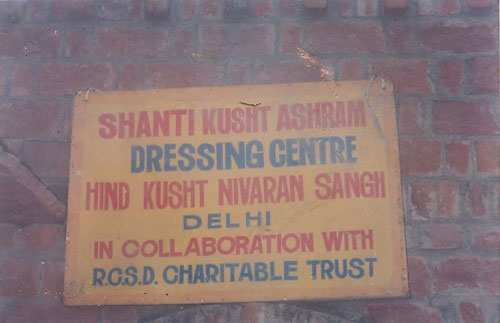 SHANTI KUSHT ASHRAM
DRESSING CENTRE
HIND KUSHT NIVARAN SANGH
DELHI
IN COLLABORATION WITH
R.C.S.D. CHARITABLE TRUST